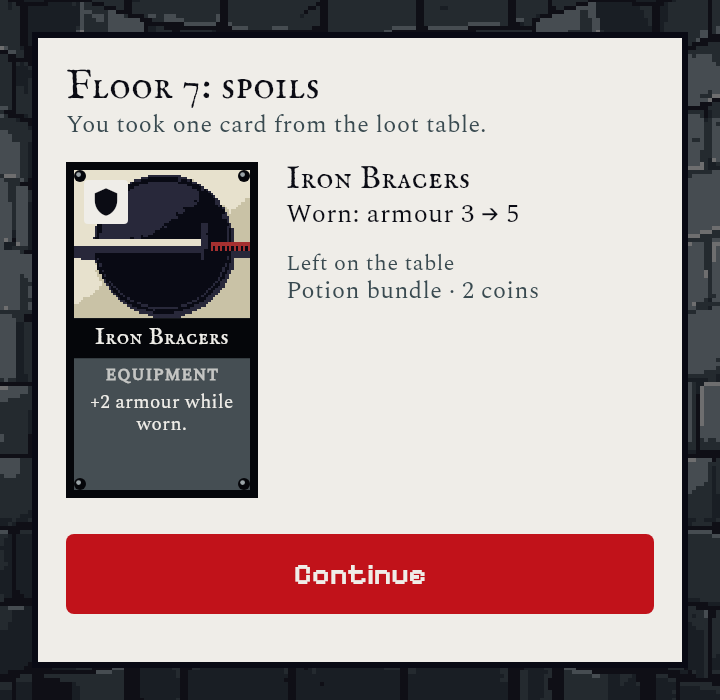 Floor 7: spoils
You took one card from the loot table.
Iron Bracers
EQUIPMENT
+2 armour while
worn.
Iron Bracers
Worn: armour 3 → 5
Left on the table
Potion bundle · 2 coins
Continue